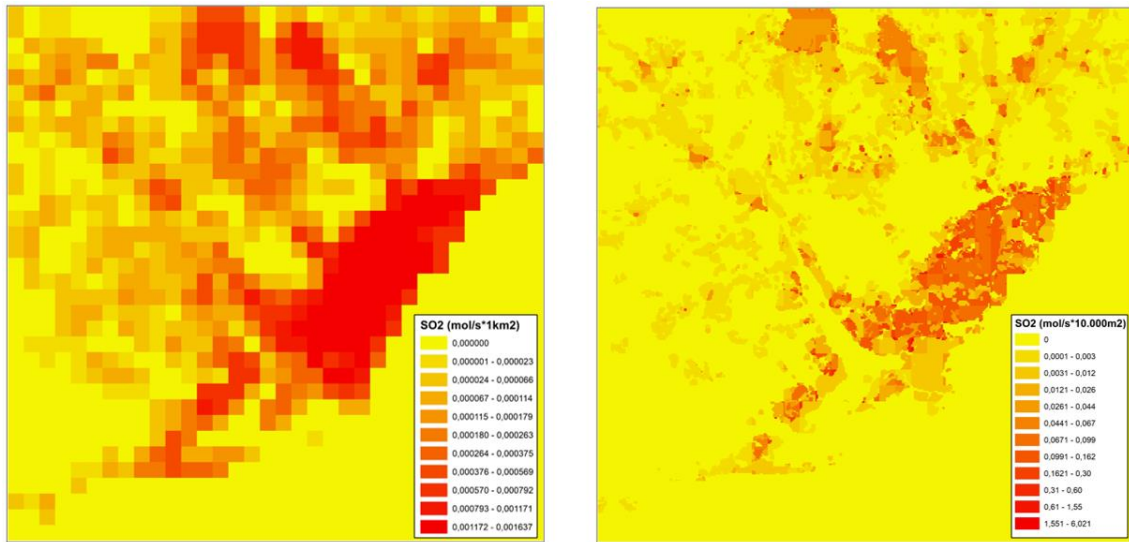 SO2 (mol/s*1km2)
0,000000
0,000001 - 0,000023
0,000024 - 0,000066
0,000067 - 0,000114
0,000115 - 0,000179
0,000180 - 0,000263
0,000264 - 0,000375
0,000376 - 0,000569
0,000570 - 0,000792
0,000793 - 0,001171
0,001172 - 0,001637
SO2 (mol/s*10.000m2)
0
0,0001 - 0,003
0,0031 - 0,012
0,0121 - 0,026
0,0261 - 0,044
0,0441 - 0,067
0,0671 - 0,099
0,0991 - 0,162
0,1621 - 0,30
0,31 - 0,60
0,61 - 1,55
1,551 - 6,021